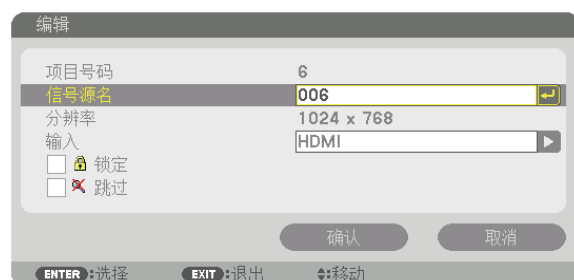 编辑
项目号码 6
信号源名 006
分辨率 1024 x 768
输入 HDMI
锁定
跳过
确认 取消
ENTER:选择 EXIT:退出 :移动